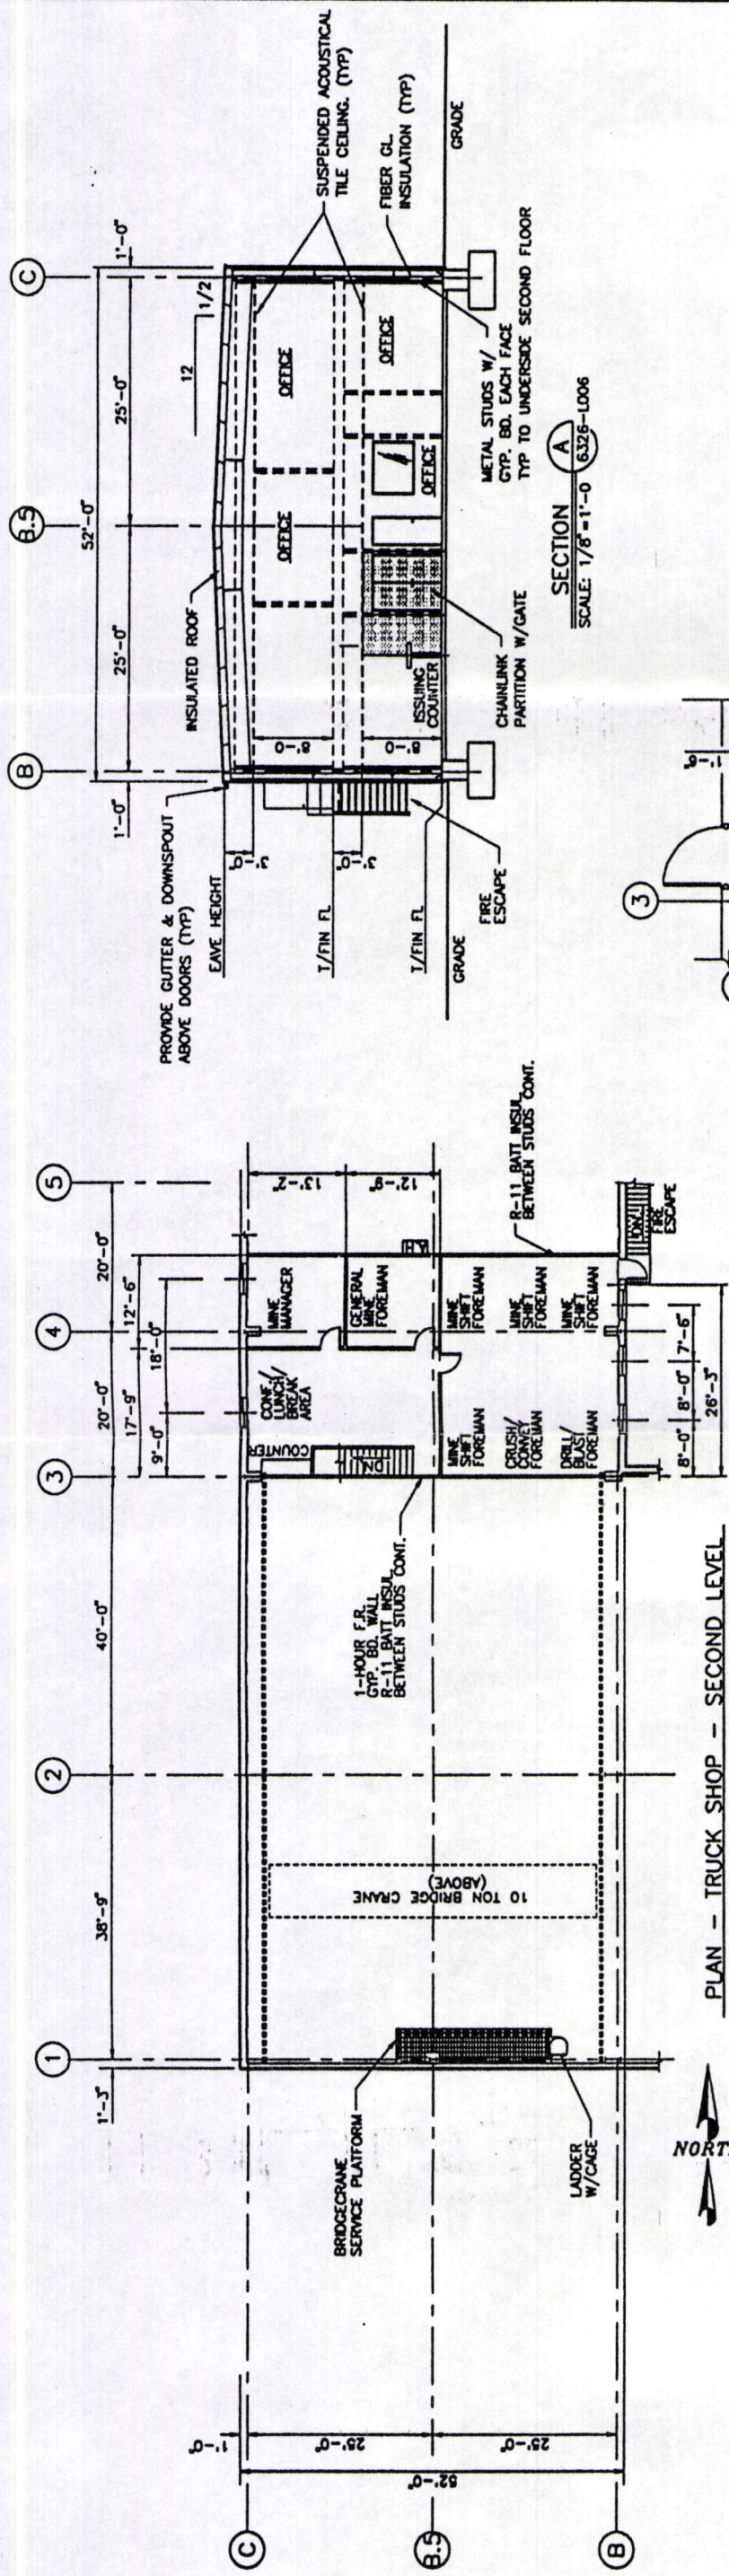 C
B.5
B
1'-0"
25'-0"
25'-0"
52'-0"
1'-3"
38'-9"
40'-0"
20'-0"
20'-0"
17'-9"
12'-6"
9'-0"
18'-0"
1
2
3
4
5
BRIDGECRANE
SERVICE PLATFORM
LADDER
W/CAGE
10 TON BRIDGE CRANE
(ABOVE)
1-HOUR F.R.
GYP. BD. WALL
R-11 BATT INSUL
BETWEEN STUDS CONT.
COUNTER
DN
CONF./
LUNCH/
BREAK
AREA
MINE
MANAGER
GENERAL
MINE
FOREMAN
MINE
SHIFT
FOREMAN
MINE
SHIFT
FOREMAN
MINE
SHIFT
FOREMAN
MINE
SHIFT
FOREMAN
CRUSH/
CONVEY
FOREMAN
DRILL/
BLAST
FOREMAN
13'-2"
12'-9"
R-11 BATT INSUL
BETWEEN STUDS CONT.
DN
FIRE
ESCAPE
8'-0"
8'-0"
7'-6"
26'-3"
PLAN - TRUCK SHOP - SECOND LEVEL
NORT
B
B.5
C
1'-0"
25'-0"
25'-0"
1'-0"
52'-0"
PROVIDE GUTTER & DOWNSPOUT
ABOVE DOORS (TYP)
INSULATED ROOF
12
1/2
EAVE HEIGHT
T/FIN FL
T/FIN FL
GRADE
8'-0
8'-0
OFFICE
OFFICE
OFFICE
OFFICE
SUSPENDED ACOUSTICAL
TILE CEILING. (TYP)
FIBER GL.
INSULATION (TYP)
GRADE
FIRE
ESCAPE
ISSUING
COUNTER
CHAINLINK
PARTITION W/GATE
METAL STUDS W/
GYP. BD. EACH FACE
TYP TO UNDERSIDE SECOND FLOOR
SECTION
A
6326-L006
SCALE: 1/8"=1'-0
3
1'-6"